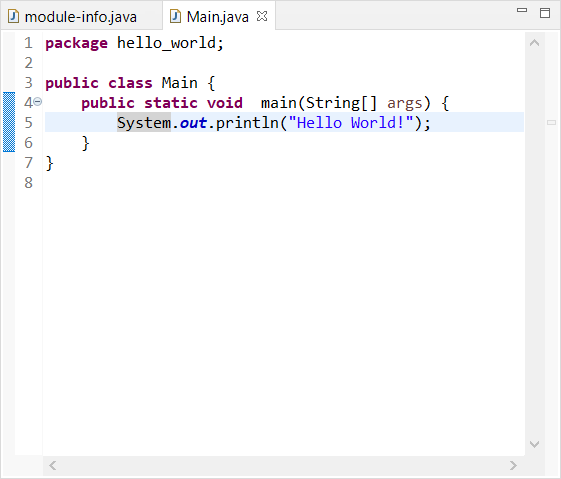 module-info.java Main.java
1 package hello_world;
2
3 public class Main {
4 public static void  main(String[] args) {
5 System.out.println("Hello World!");
6 }
7 }
8